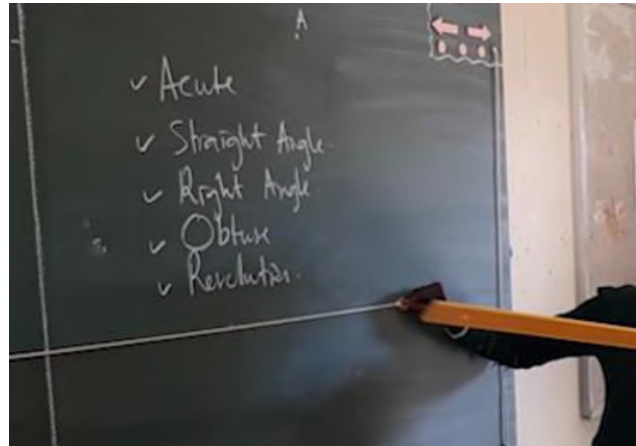 A
✓ Acute
✓ Straight Angle
✓ Right Angle
✓ Obtuse
✓ Revolution.